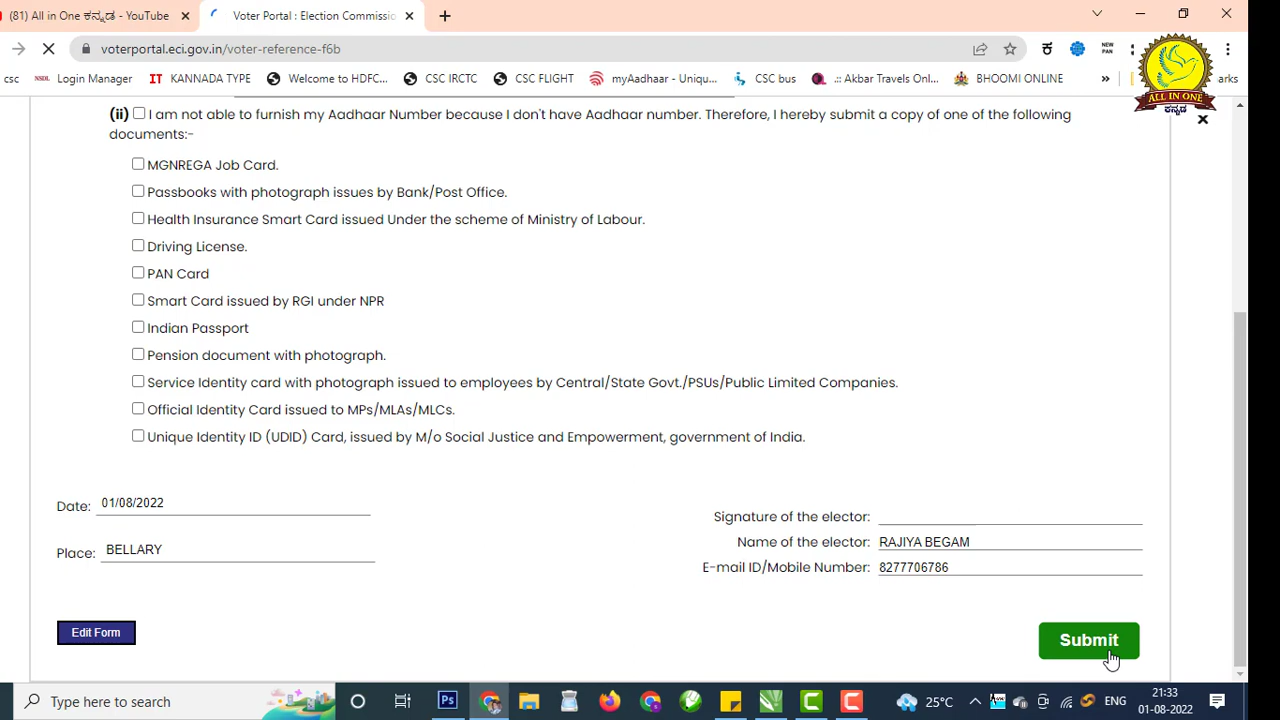 (81) All in One ಕನ್ನಡ - YouTube
Voter Portal : Election Commissio
voterportal.eci.gov.in/voter-reference-f6b
csc
NSDL Login Manager
IT KANNADA TYPE
Welcome to HDFC...
CSC IRCTC
CSC FLIGHT
myAadhaar - Uniqu...
CSC bus
.:: Akbar Travels Onl...
BHOOMI ONLINE
»
arks
ಕ
NEW
PAN
ALL IN ONE
ಕನ್ನಡ
(ii) I am not able to furnish my Aadhaar Number because I don't have Aadhaar number. Therefore, I hereby submit a copy of one of the following
documents:-
MGNREGA Job Card.
Passbooks with photograph issues by Bank/Post Office.
Health Insurance Smart Card issued Under the scheme of Ministry of Labour.
Driving License.
PAN Card
Smart Card issued by RGI under NPR
Indian Passport
Pension document with photograph.
Service Identity card with photograph issued to employees by Central/State Govt./PSUs/Public Limited Companies.
Official Identity Card issued to MPs/MLAs/MLCs.
Unique Identity ID (UDID) Card, issued by M/o Social Justice and Empowerment, government of India.
Date: 01/08/2022
Place: BELLARY
Signature of the elector:
Name of the elector: RAJIYA BEGAM
E-mail ID/Mobile Number: 8277706786
Edit Form
Submit
Type here to search
Ps
25°C
ENG
21:33
01-08-2022